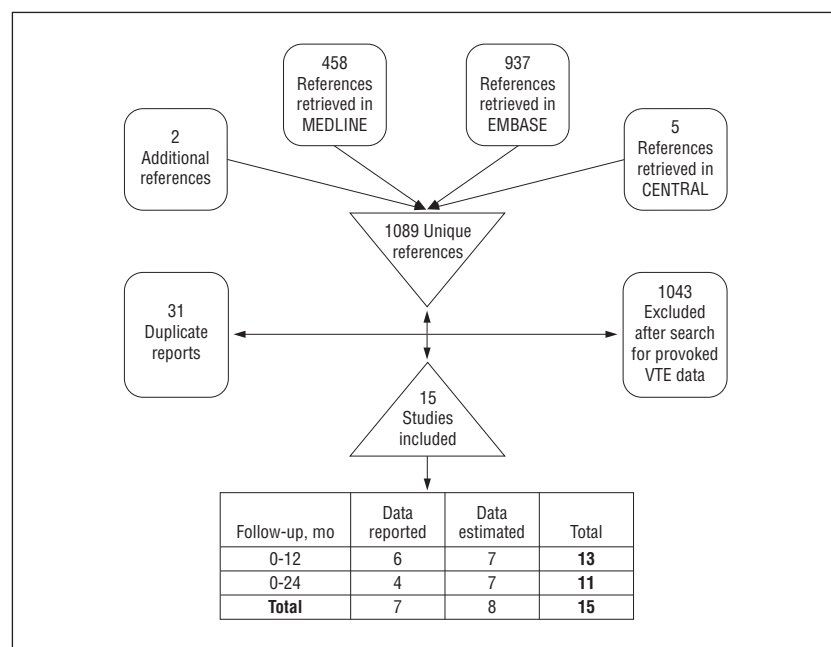 458
References
retrieved in
MEDLINE
937
References
retrieved in
EMBASE
2
Additional
references
5
References
retrieved in
CENTRAL
1089 Unique
references
31
Duplicate
reports
1043
Excluded
after search
for provoked
VTE data
15
Studies
included
Follow-up, mo Data reported Data estimated Total
0-12 6 7 13
0-24 4 7 11
Total 7 8 15